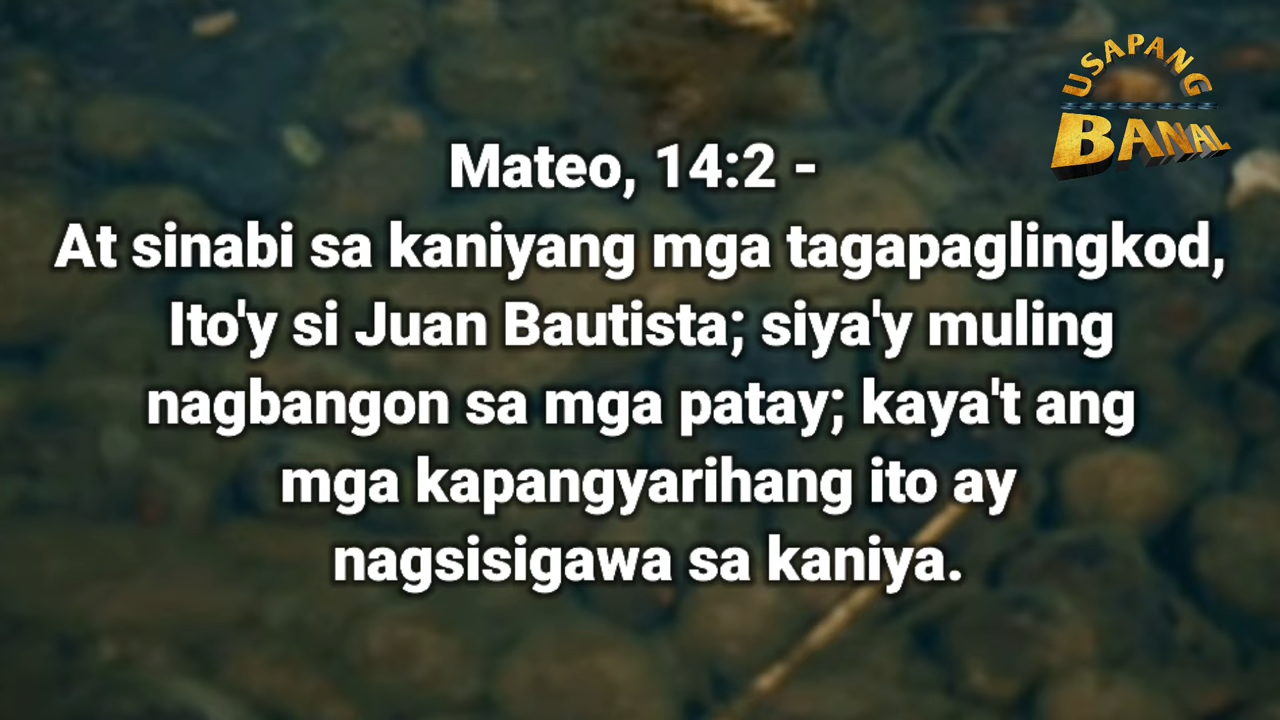 USAPANG
BANAL
Mateo, 14:2 -
At sinabi sa kaniyang mga tagapaglingkod,
Ito'y si Juan Bautista; siya'y muling
nagbangon sa mga patay; kaya't ang
mga kapangyarihang ito ay
nagsisigawa sa kaniya.